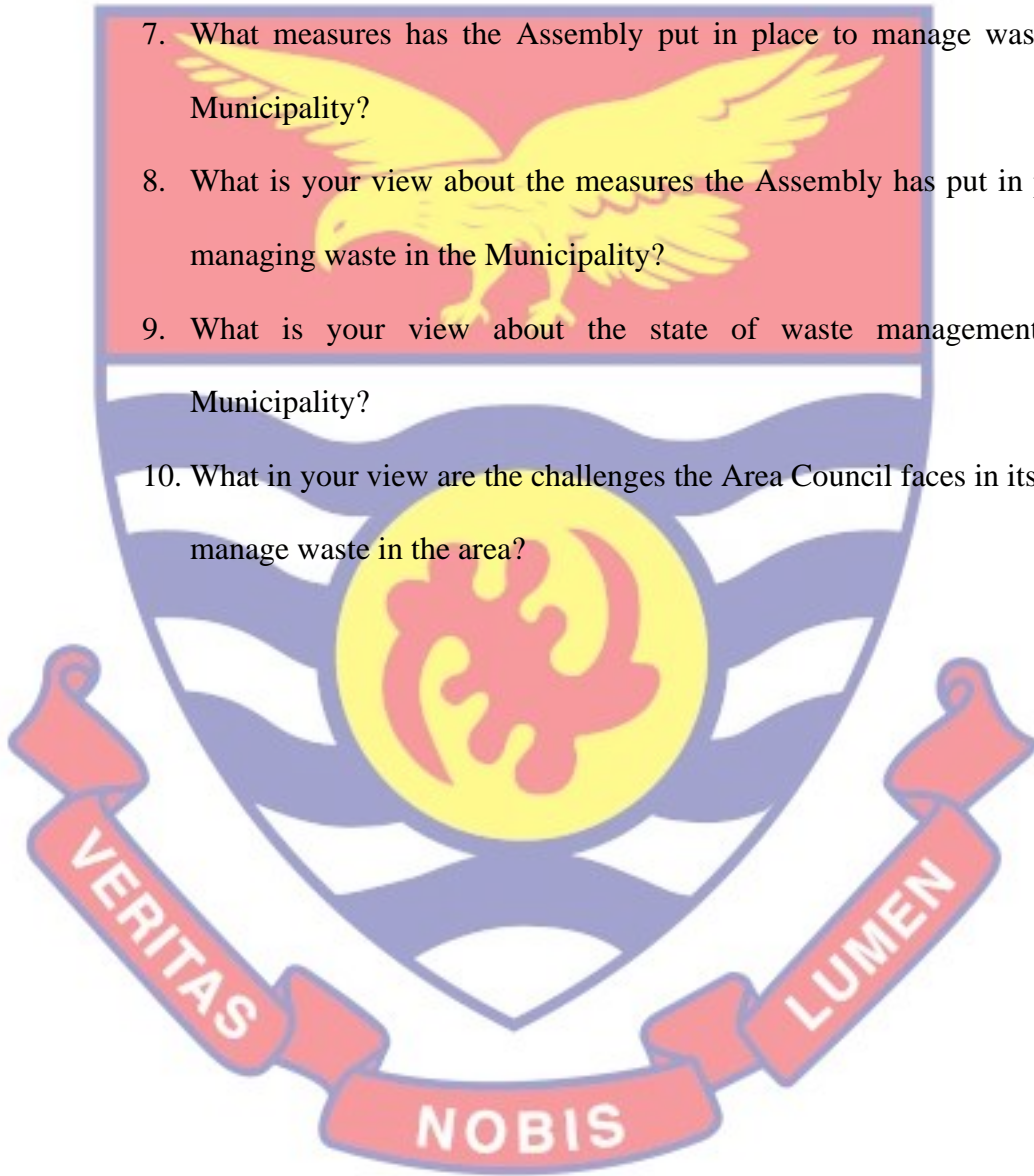 7. What measures has the Assembly put in place to manage was
Municipality?
8. What is your view about the measures the Assembly has put in
managing waste in the Municipality?
9. What is your view about the state of waste management
Municipality?
10. What in your view are the challenges the Area Council faces in its
manage waste in the area?
VERITAS
NOBIS
LUMEN